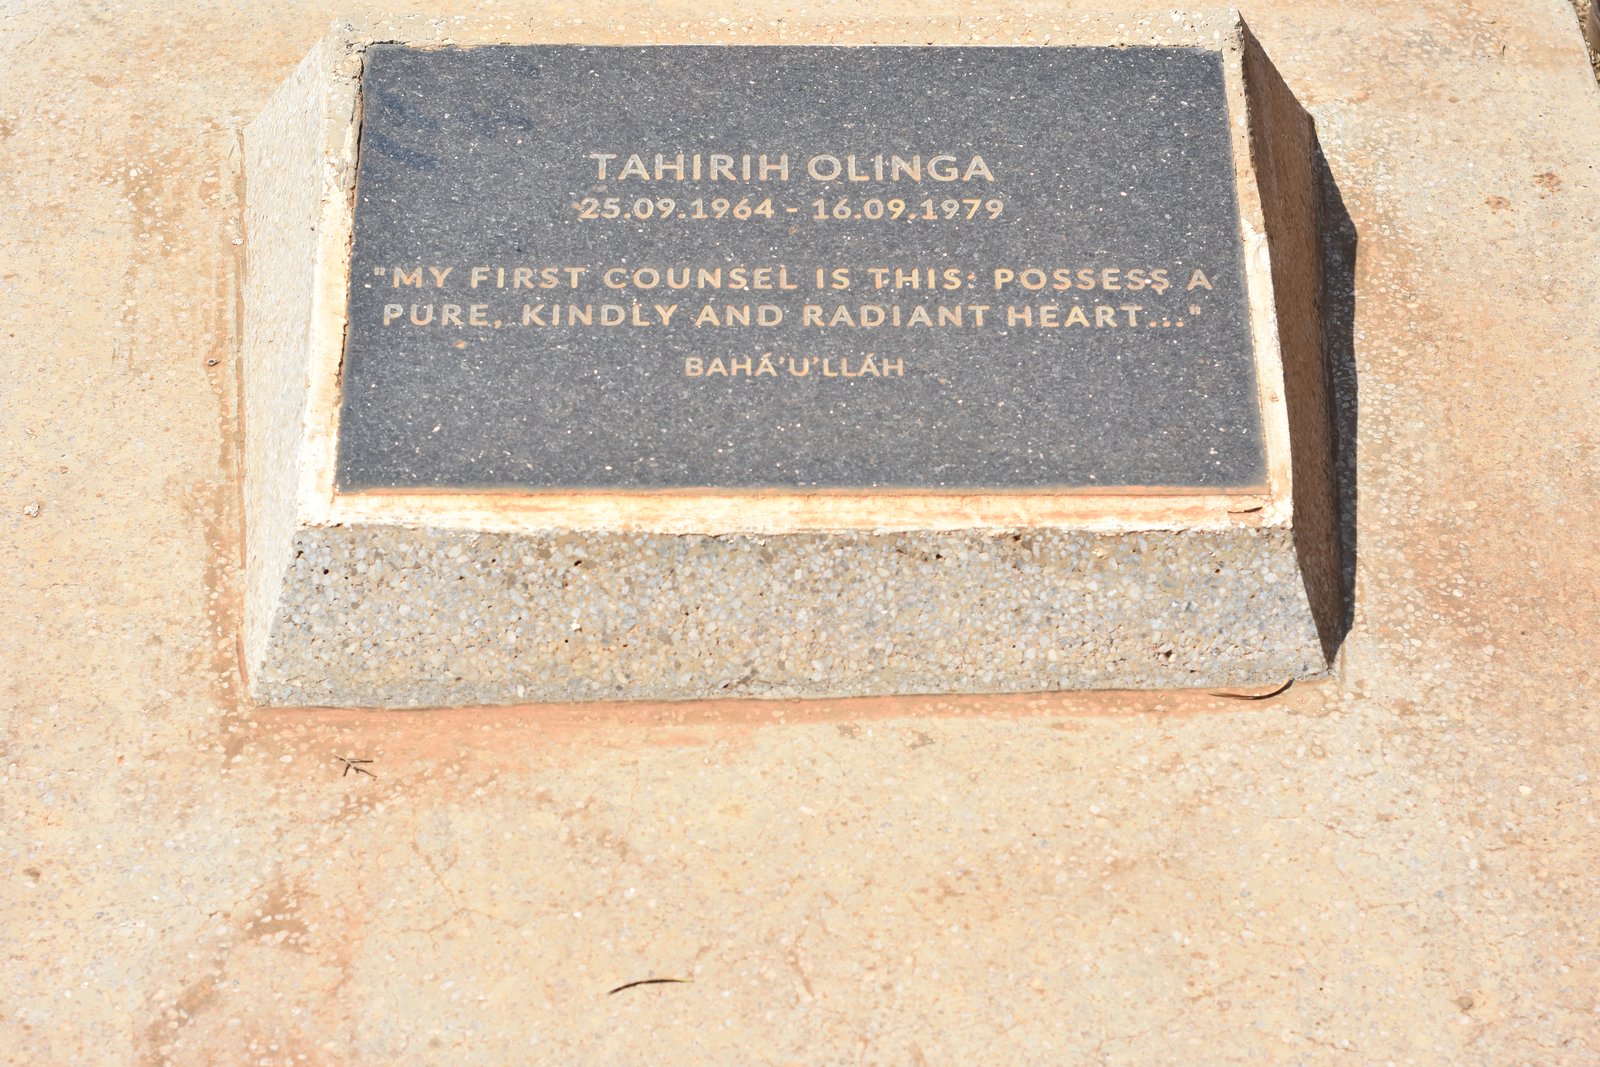 TAHIRIH OLINGA
25.09.1964 - 16.09.1979
"MY FIRST COUNSEL IS THIS: POSSESS A
PURE, KINDLY AND RADIANT HEART..."
BAHÁ'U'LLÁH